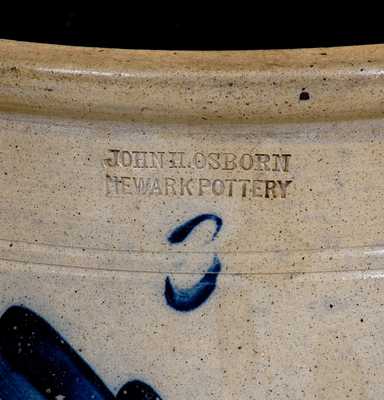 JOHN H. OSBORN
NEWARK POTTERY
3